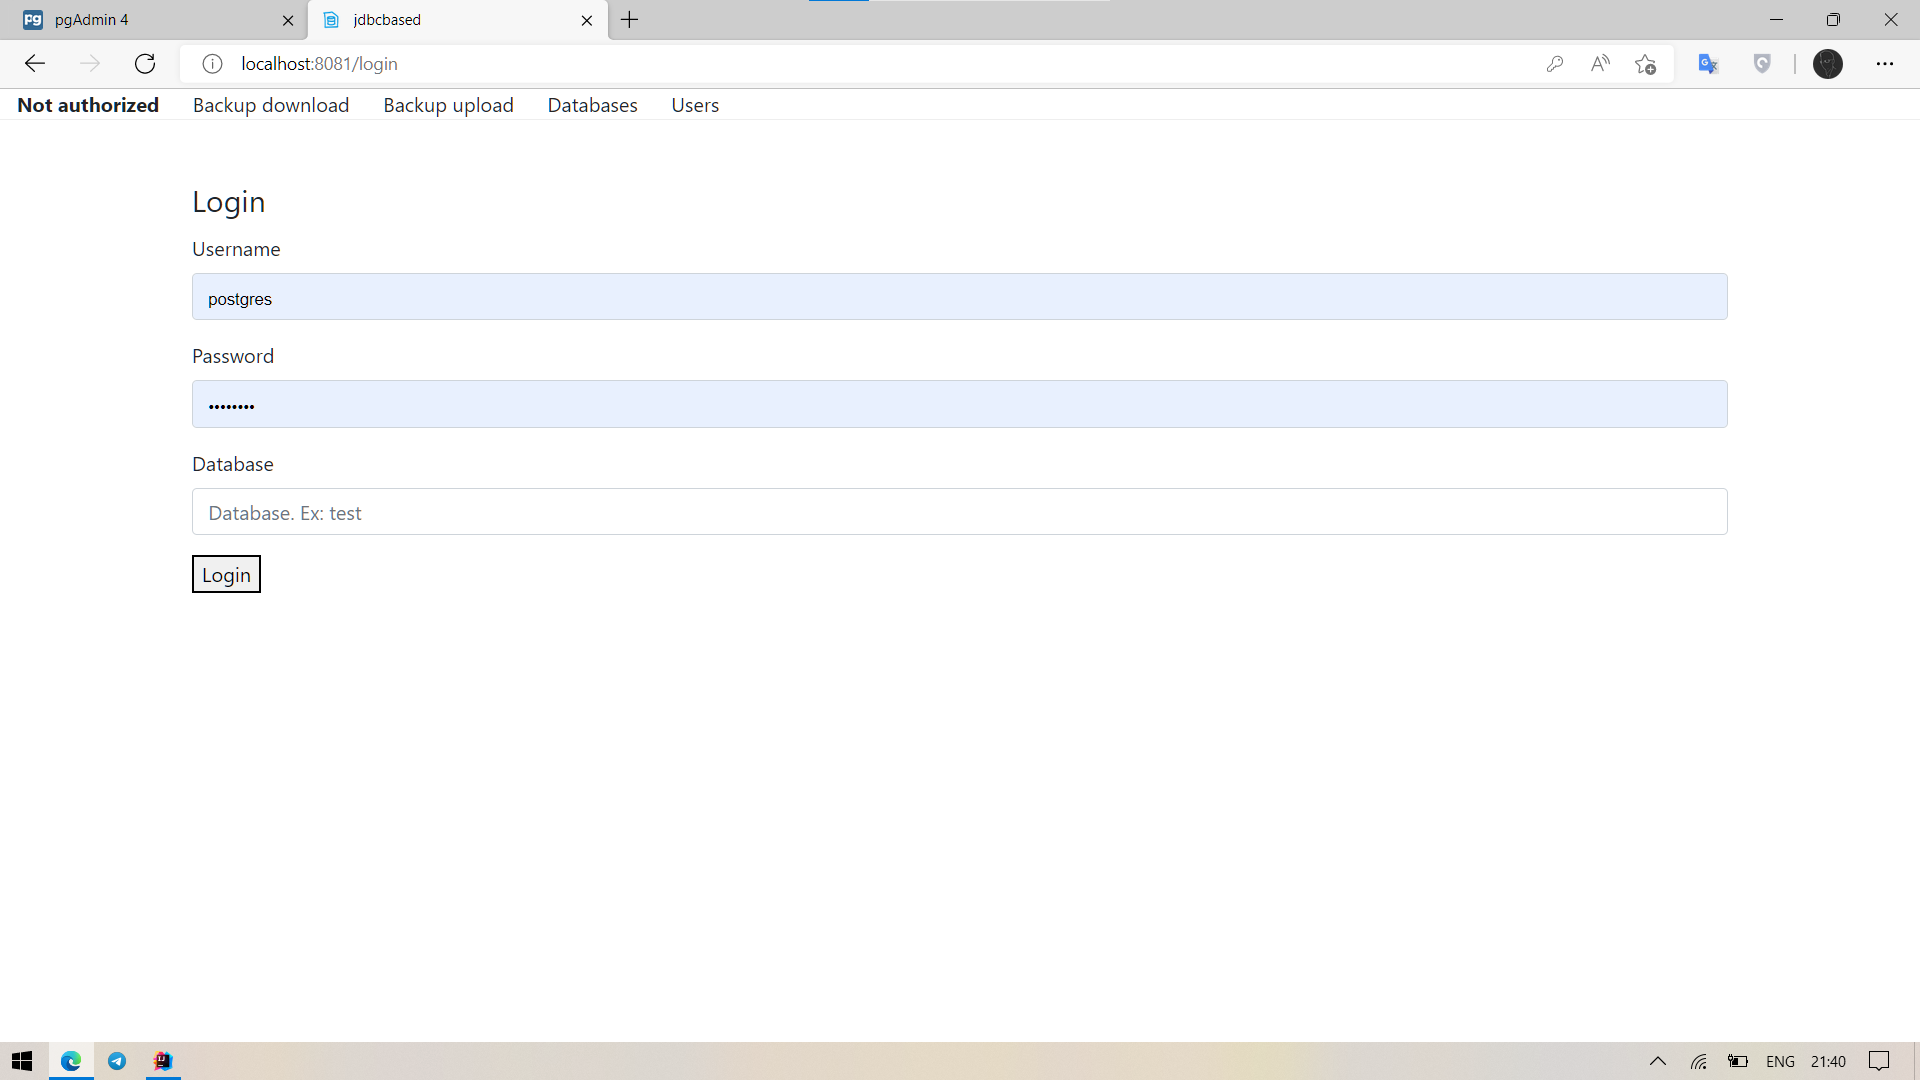 pgAdmin 4
jdbcbased
localhost:8081/login
Not authorized Backup download Backup upload Databases Users
Login
Username
postgres
Password
••••••••
Database
Database. Ex: test
Login
ENG 21:40